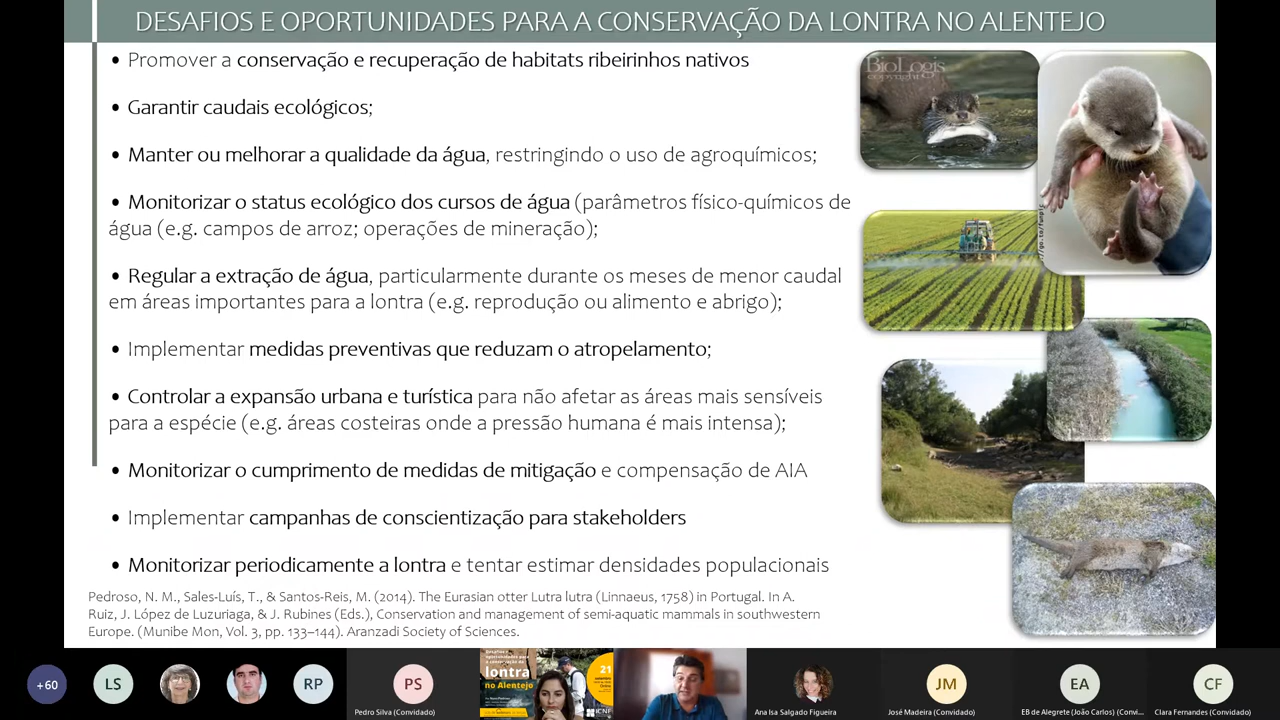 DESAFIOS E OPORTUNIDADES PARA A CONSERVAÇÃO DA LONTRA NO ALENTEJO
• Promover a conservação e recuperação de habitats ribeirinhos nativos
• Garantir caudais ecológicos;
• Manter ou melhorar a qualidade da água, restringindo o uso de agroquímicos;
• Monitorizar o status ecológico dos cursos de água (parâmetros físico-químicos de
água (e.g. campos de arroz; operações de mineração);
• Regular a extração de água, particularmente durante os meses de menor caudal
em áreas importantes para a lontra (e.g. reprodução ou alimento e abrigo);
• Implementar medidas preventivas que reduzam o atropelamento;
• Controlar a expansão urbana e turística para não afetar as áreas mais sensíveis
para a espécie (e.g. áreas costeiras onde a pressão humana é mais intensa);
• Monitorizar o cumprimento de medidas de mitigação e compensação de AIA
• Implementar campanhas de conscientização para stakeholders
• Monitorizar periodicamente a lontra e tentar estimar densidades populacionais
Pedroso, N. M., Sales-Luís, T., & Santos-Reis, M. (2014). The Eurasian otter Lutra lutra (Linnaeus, 1758) in Portugal. In A.
Ruiz, J. López de Luzuriaga, & J. Rubines (Eds.), Conservation and management of semi-aquatic mammals in southwestern
Europe. (Munibe Mon, Vol. 3, pp. 133–144). Aranzadi Society of Sciences.
BioLogis
copyright
+60
LS
RP
PS
Pedro Silva (Convidado)
oportunidades para
a conservação da
lontra
no Alentejo
21
ICNF
Ana Isa Salgado Figueira
JM
José Madeira (Convidado)
EA
EB de Alegrete (João Carlos) (Convi...
CF
Clara Fernandes (Convidado)